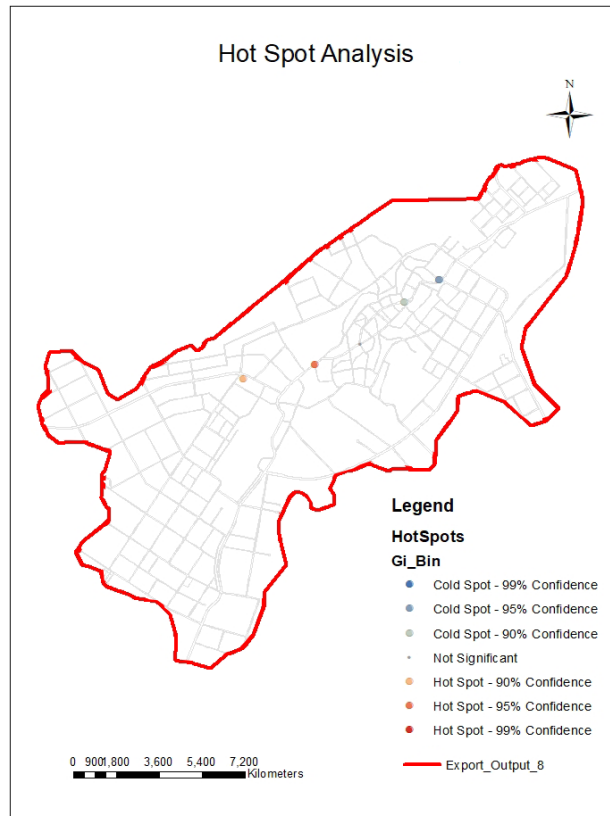 Hot Spot Analysis
N
Legend
HotSpots
Gi_Bin
Cold Spot - 99% Confidence
Cold Spot - 95% Confidence
Cold Spot - 90% Confidence
Not Significant
Hot Spot - 90% Confidence
Hot Spot - 95% Confidence
Hot Spot - 99% Confidence
Export_Output_8
0 9001,800 3,600 5,400 7,200
Kilometers